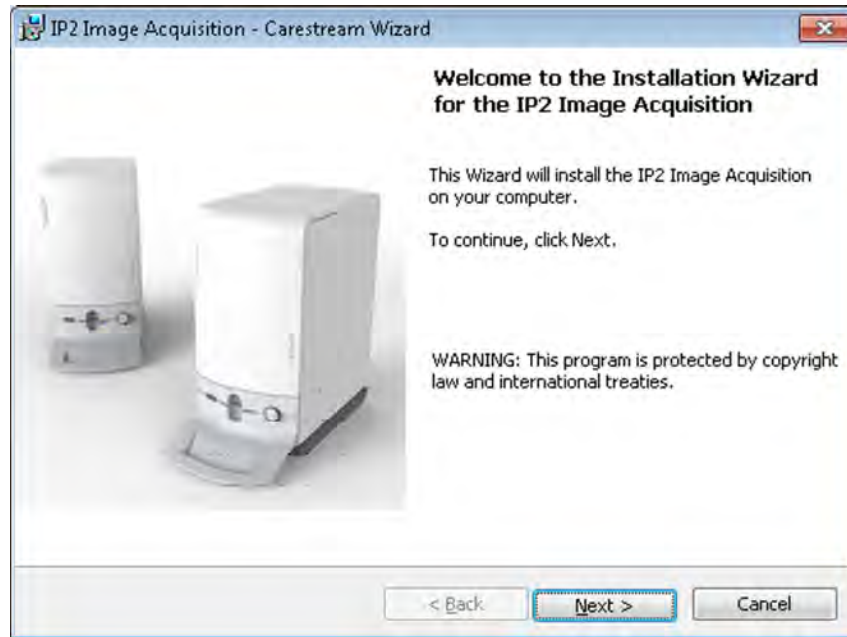 IP2 Image Acquisition - Carestream Wizard
Welcome to the Installation Wizard
for the IP2 Image Acquisition
This Wizard will install the IP2 Image Acquisition
on your computer.
To continue, click Next.
WARNING: This program is protected by copyright
law and international treaties.
< Back
Next >
Cancel